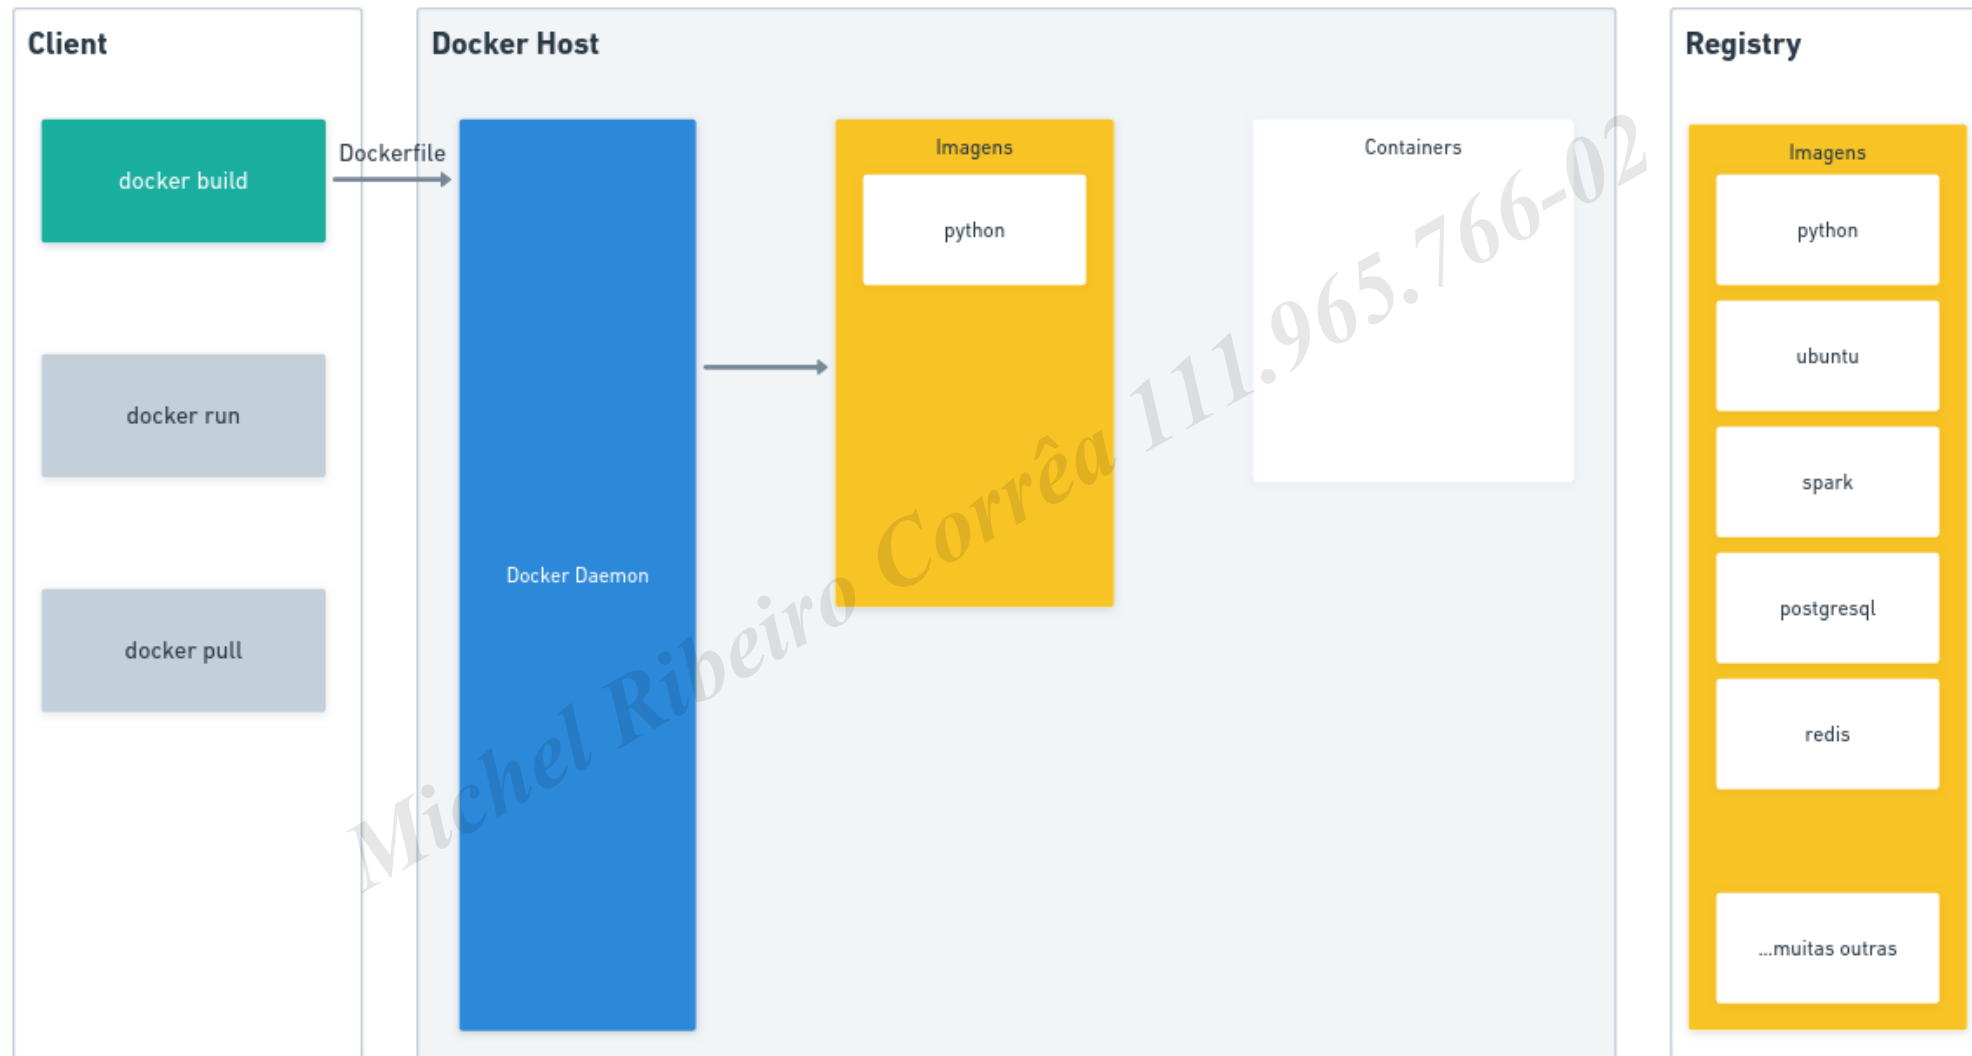 Client
docker build
docker run
docker pull
Dockerfile
Docker Host
Docker Daemon
Imagens
python
Containers
Registry
Imagens
python
ubuntu
spark
postgresql
redis
...muitas outras
Michel Ribeiro Corrêa 111.965.766-02